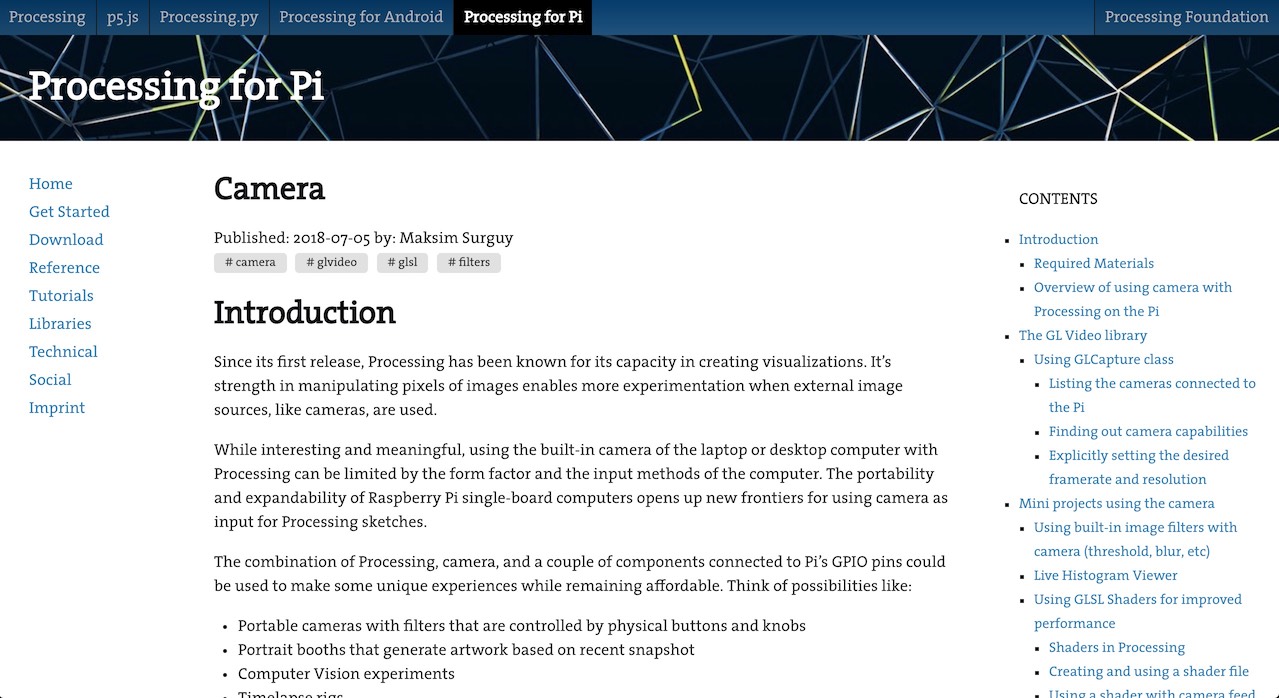 Processing p5.js Processing.py Processing for Android Processing for Pi Processing Foundation
Processing for Pi
Home
Get Started
Download
Reference
Tutorials
Libraries
Technical
Social
Imprint
Camera
Published: 2018-07-05 by: Maksim Surguy
# camera # glvideo # glsl # filters
Introduction
Since its first release, Processing has been known for its capacity in creating visualizations. It’s
strength in manipulating pixels of images enables more experimentation when external image
sources, like cameras, are used.
While interesting and meaningful, using the built-in camera of the laptop or desktop computer with
Processing can be limited by the form factor and the input methods of the computer. The portability
and expandability of Raspberry Pi single-board computers opens up new frontiers for using camera as
input for Processing sketches.
The combination of Processing, camera, and a couple of components connected to Pi’s GPIO pins could
be used to make some unique experiences while remaining affordable. Think of possibilities like:
• Portable cameras with filters that are controlled by physical buttons and knobs
• Portrait booths that generate artwork based on recent snapshot
• Computer Vision experiments
• Timelapse rigs
CONTENTS
▪ Introduction
▪ Required Materials
▪ Overview of using camera with
Processing on the Pi
▪ The GL Video library
▪ Using GLCapture class
▪ Listing the cameras connected to
the Pi
▪ Finding out camera capabilities
▪ Explicitly setting the desired
framerate and resolution
▪ Mini projects using the camera
▪ Using built-in image filters with
camera (threshold, blur, etc)
▪ Live Histogram Viewer
▪ Using GLSL Shaders for improved
performance
▪ Shaders in Processing
▪ Creating and using a shader file
▪ Using a shader with camera feed